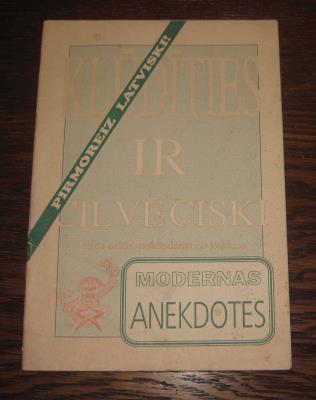 PIRMOREIZ LATVISKI!
KĻŪDĪTIES
IR
CILVĒCISKI
MODERNAS
ANEKDOTES